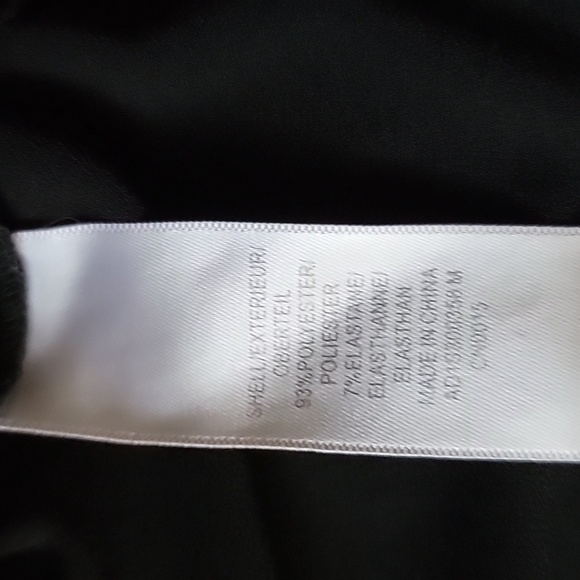 SHELL/EXTERIEUR/
OBERTEIL
93%POLYESTER/
POLIESTER
7%ELASTANE/
ELASTHANNE/
ELASTHAN
MADE IN CHINA